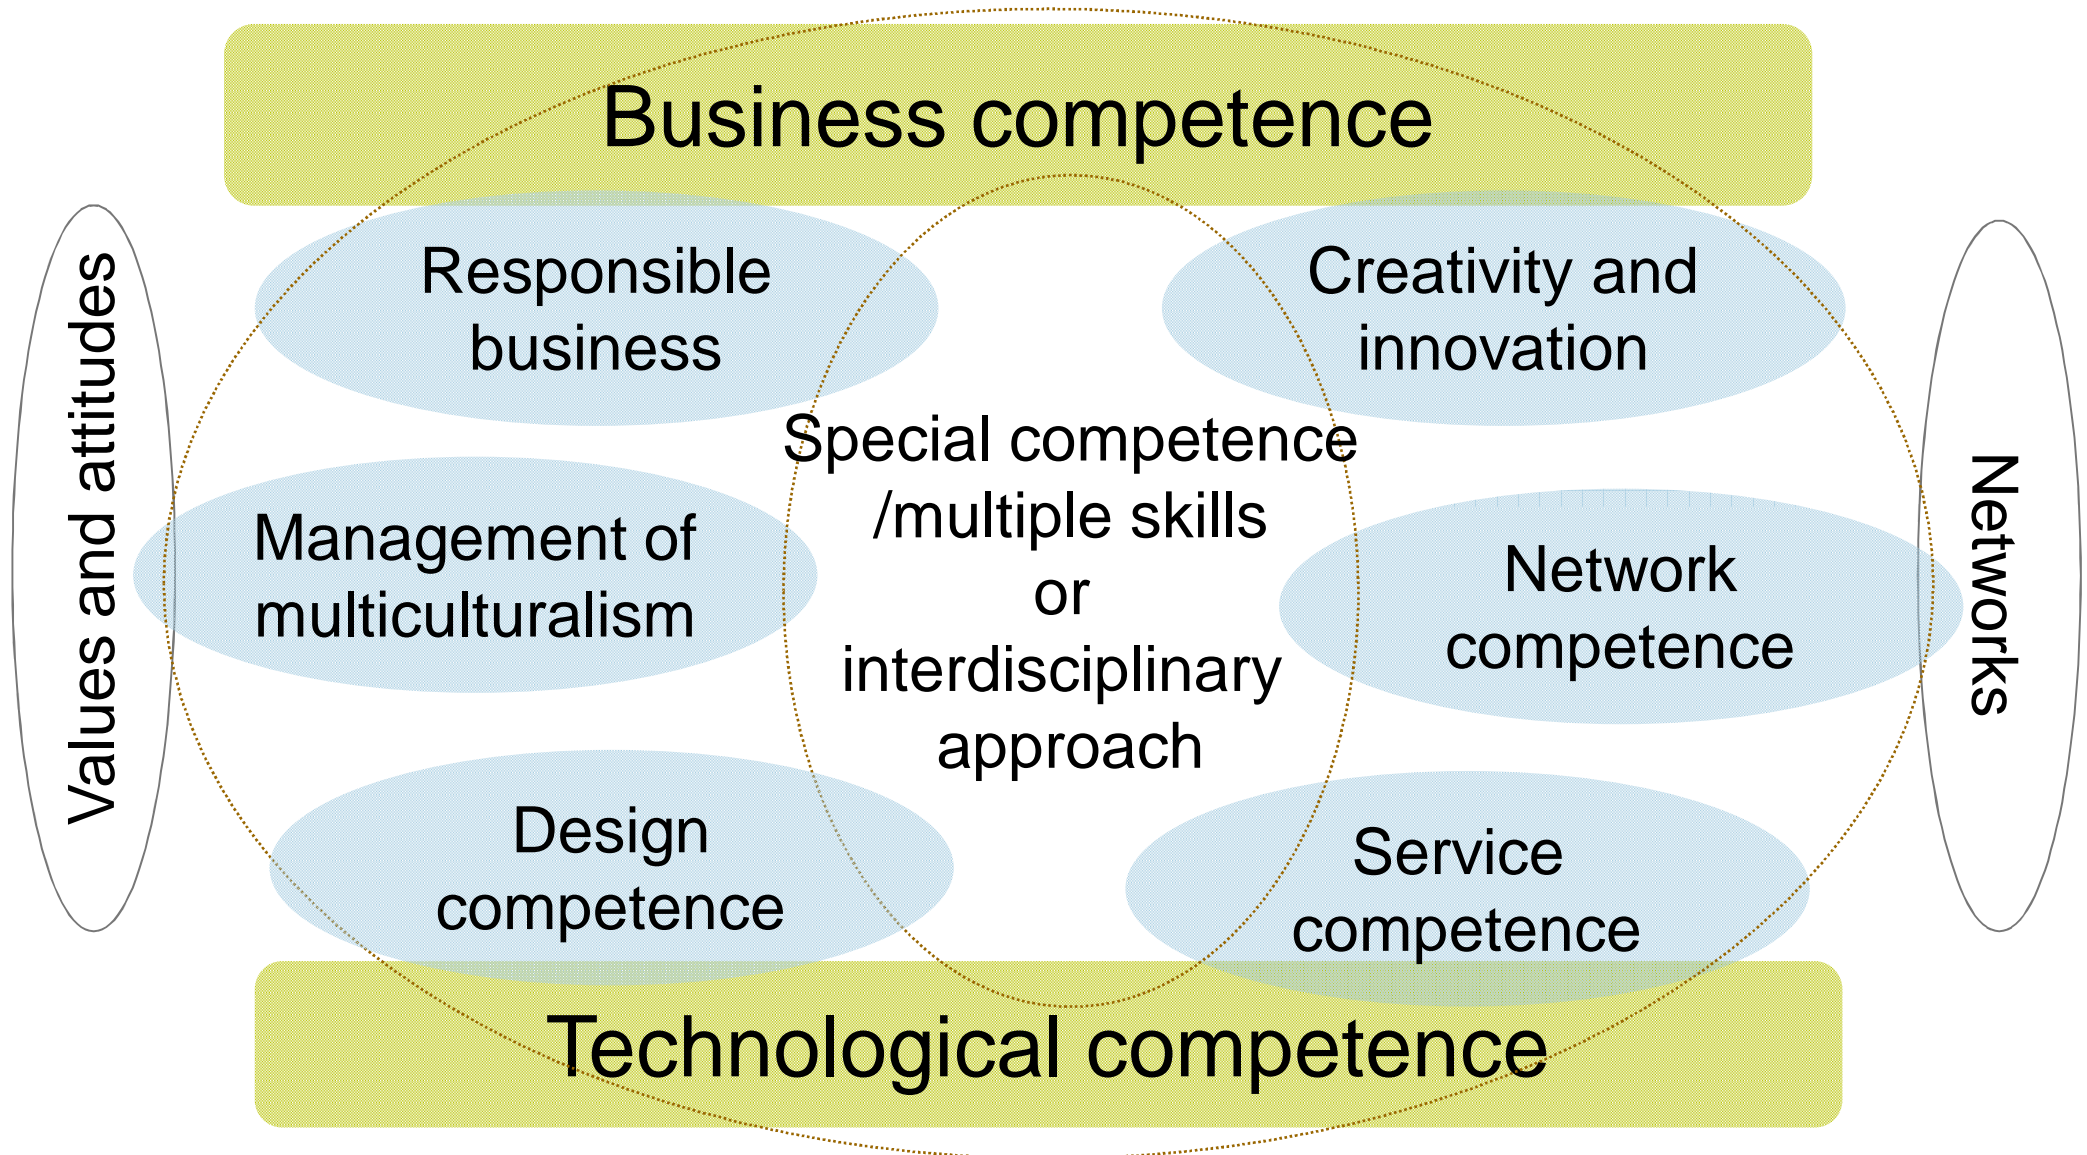 Business competence
Values and attitudes
Responsible
business
Creativity and
innovation
Special competence
/multiple skills
or
interdisciplinary
approach
Management of
multiculturalism
Network
competence
Networks
Design
competence
Service
competence
Technological competence